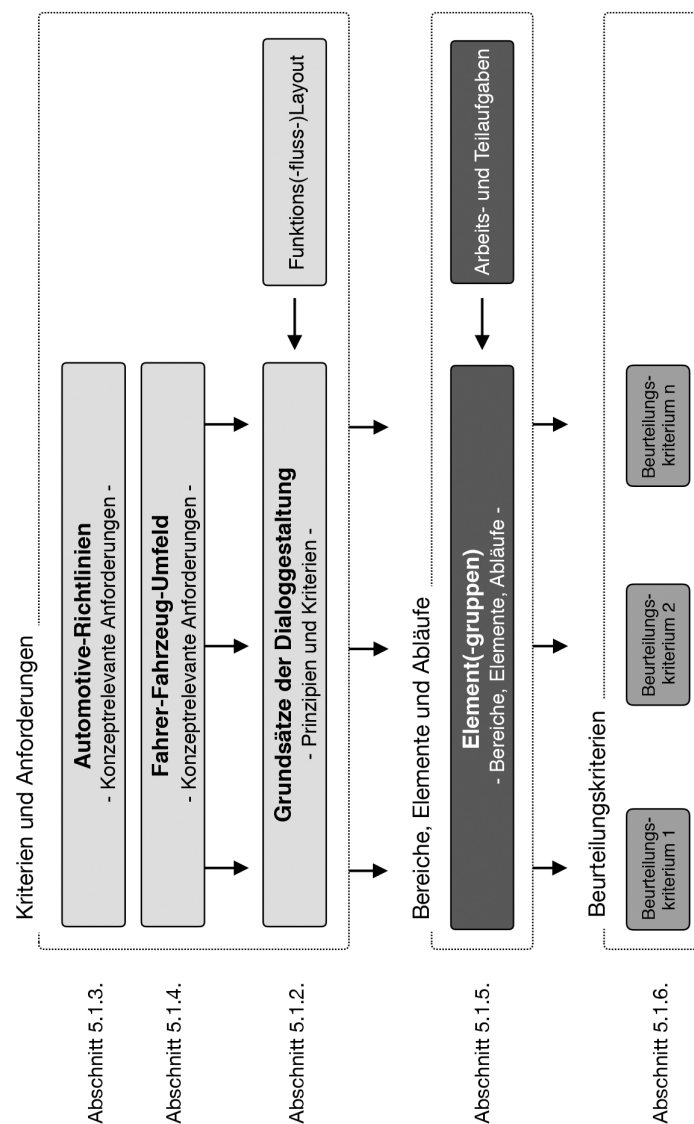 Kriterien und Anforderungen
Abschnitt 5.1.3.
Automotive-Richtlinien
- Konzeptrelevante Anforderungen -
Abschnitt 5.1.4.
Fahrer-Fahrzeug-Umfeld
- Konzeptrelevante Anforderungen -
Abschnitt 5.1.2.
Grundsätze der Dialoggestaltung
- Prinzipien und Kriterien -
Funktions(-fluss-)Layout
Bereiche, Elemente und Abläufe
Abschnitt 5.1.5.
Element(-gruppen)
- Bereiche, Elemente, Abläufe -
Arbeits- und Teilaufgaben
Beurteilungskriterien
Abschnitt 5.1.6.
Beurteilungs-
kriterium 1
Beurteilungs-
kriterium 2
Beurteilungs-
kriterium n